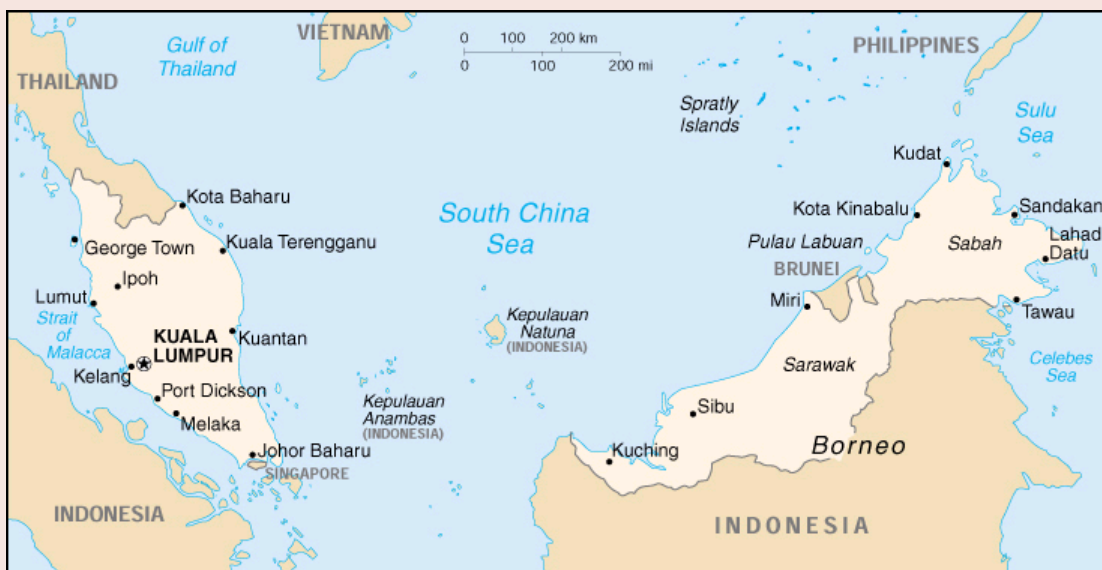 VIETNAM
0 100 200 km
0 100 200 mi
PHILIPPINES
Gulf of
Thailand
THAILAND
Spratly
Islands
Sulu
Sea
Kudat
Kota Baharu
South China
Sea
Kota Kinabalu
Sandakan
George Town
Kuala Terengganu
Pulau Labuan
Sabah
Lahad
Datu
BRUNEI
Ipoh
Lumut
Miri
Tawau
Strait
of
Malacca
KUALA
LUMPUR
Kuantan
Kepulauan
Natuna
(INDONESIA)
Sarawak
Celebes
Sea
Kelang
Port Dickson
Melaka
Kepulauan
Anambas
(INDONESIA)
Sibu
Borneo
Johor Baharu
SINGAPORE
Kuching
INDONESIA
INDONESIA